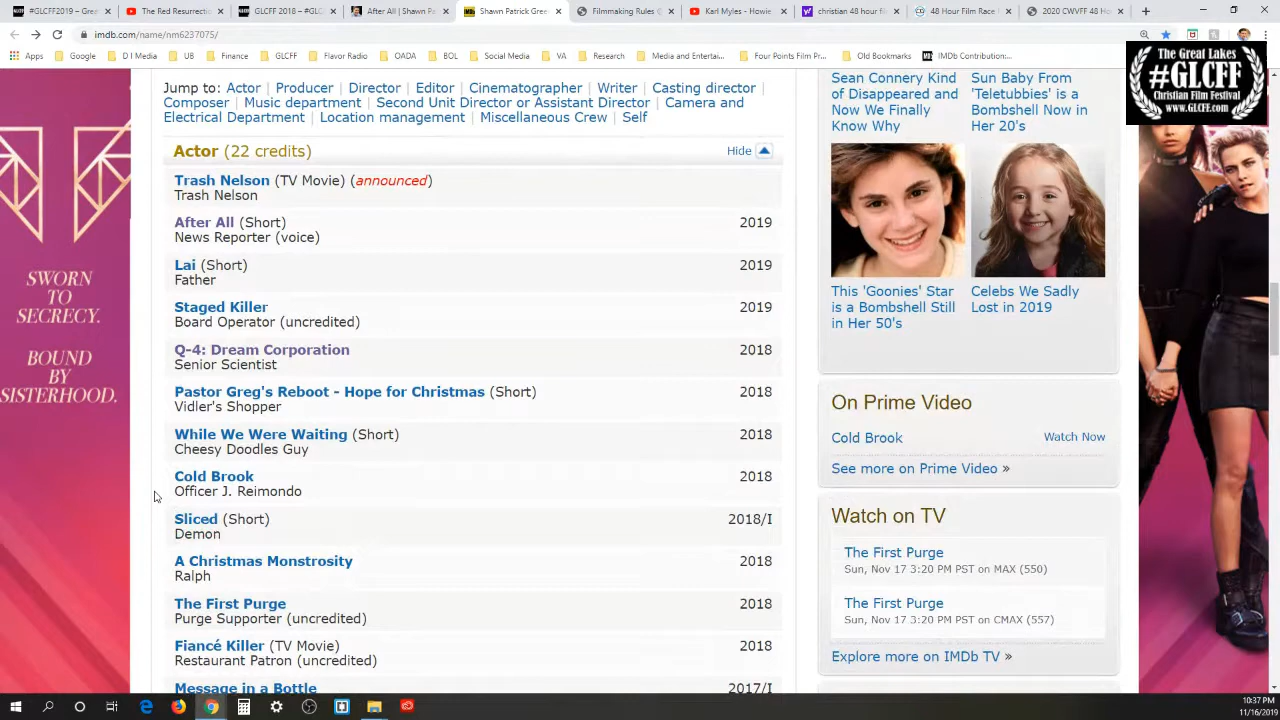 #GLCFF2019 – G
The Red Resurrection
GLCFF 2018 – #GLC
After All | Shawn Pa
Shawn Patrick Gree
Filmmaking Rules
Karl Myles - Howie
christian 48 hour fil
48 Hour Film Race
2020 CWVFF 48 Ho
imdb.com/name/nm6237075/
Apps Google D I Media UB Finance GLCFF Flavor Radio OADA BOL Social Media VA Research Media and Entertai... Four Points Film Pr... Old Bookmarks IMDb Contribution:...
The Great Lakes
#GLCFF
Christian Film Festival
www.GLCFF.com
SWORN
TO
SECRECY.
BOUND
BY
SISTERHOOD.
Jump to: Actor | Producer | Director | Editor | Cinematographer | Writer | Casting director |
Composer | Music department | Second Unit Director or Assistant Director | Camera and
Electrical Department | Location management | Miscellaneous Crew | Self
Actor (22 credits) Hide
Trash Nelson (TV Movie) (announced)
Trash Nelson
After All (Short) 2019
News Reporter (voice)
Lai (Short) 2019
Father
Staged Killer 2019
Board Operator (uncredited)
Q-4: Dream Corporation 2018
Senior Scientist
Pastor Greg's Reboot - Hope for Christmas (Short) 2018
Vidler's Shopper
While We Were Waiting (Short) 2018
Cheesy Doodles Guy
Cold Brook 2018
Officer J. Reimondo
Sliced (Short) 2018/I
Demon
A Christmas Monstrosity 2018
Ralph
The First Purge 2018
Purge Supporter (uncredited)
Fiancé Killer (TV Movie) 2018
Restaurant Patron (uncredited)
Message in a Bottle 2017/I
Sean Connery Kind
of Disappeared and
Now We Finally
Know Why
Sun Baby From
'Teletubbies' is a
Bombshell Now in
Her 20's
This 'Goonies' Star
is a Bombshell Still
in Her 50's
Celebs We Sadly
Lost in 2019
On Prime Video
Cold Brook Watch Now
See more on Prime Video »
Watch on TV
The First Purge
Sun, Nov 17 3:20 PM PST on MAX (550)
The First Purge
Sun, Nov 17 3:20 PM PST on CMAX (557)
Explore more on IMDb TV »
10:37 PM
11/16/2019